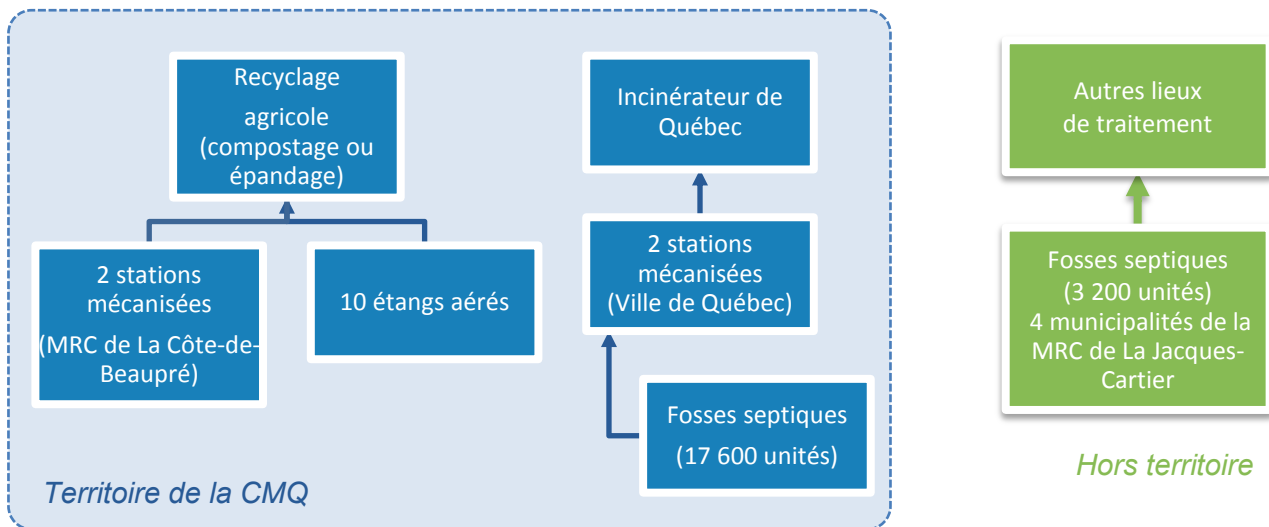 Recyclage
agricole
(compostage ou
épandage)
Incinérateur de
Québec
Autres lieux
de traitement
2 stations
mécanisées
(MRC de La Côte-de-
Beaupré)
10 étangs aérés
2 stations
mécanisées
(Ville de Québec)
Fosses septiques
(3 200 unités)
4 municipalités de la
MRC de La Jacques-
Cartier
Fosses septiques
(17 600 unités)
Territoire de la CMQ
Hors territoire